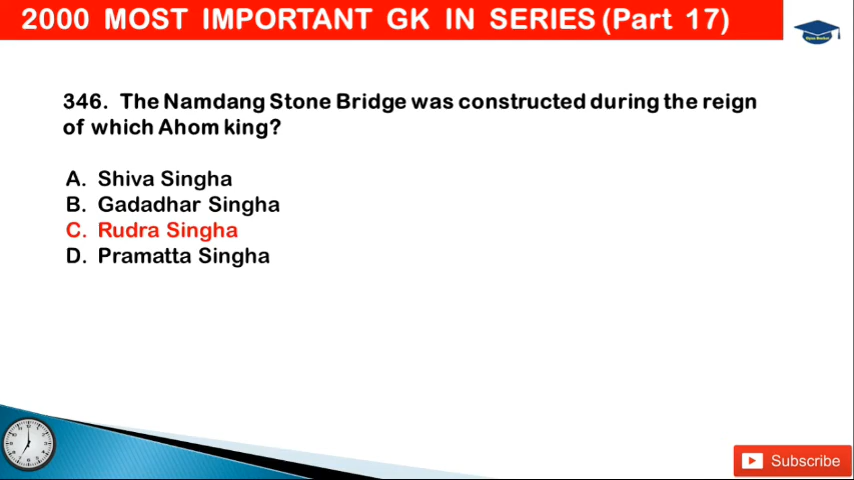 2000 MOST IMPORTANT GK IN SERIES (Part 17)
346. The Namdang Stone Bridge was constructed during the reign
of which Ahom king?
A. Shiva Singha
B. Gadadhar Singha
C. Rudra Singha
D. Pramatta Singha
Subscribe